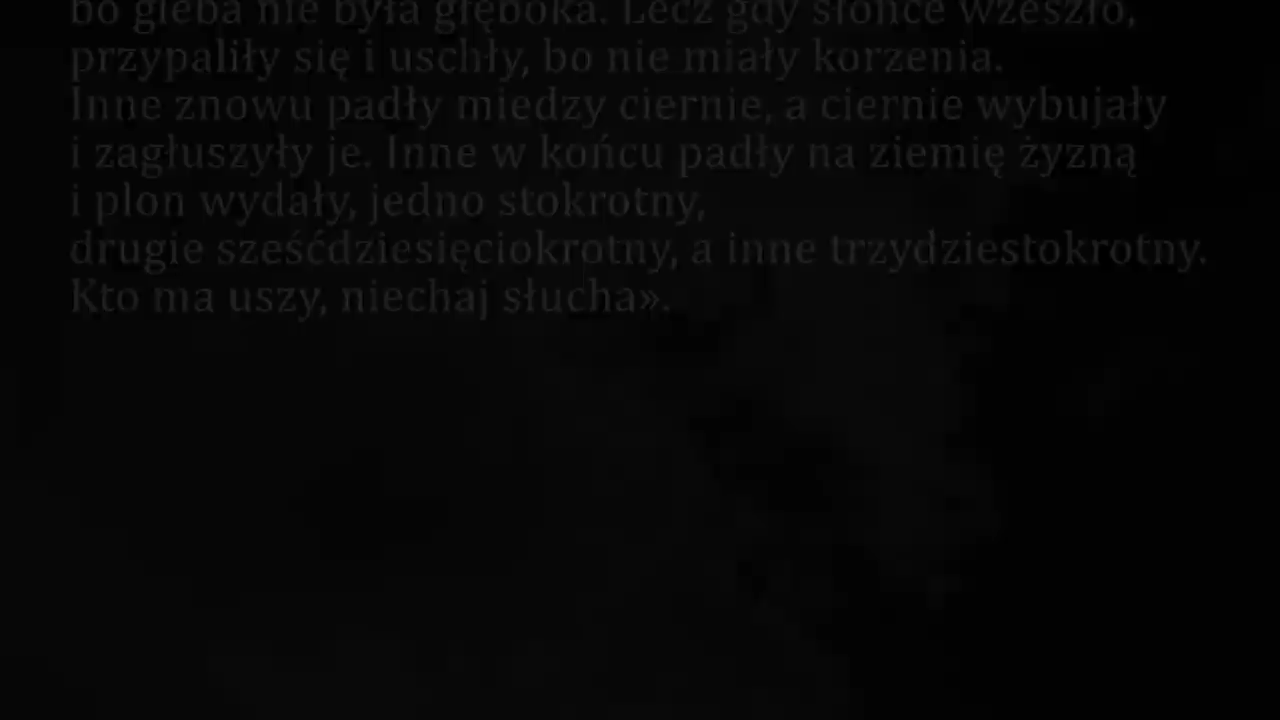 bo gleba nie była głęboka. Lecz gdy słońce wzeszło,
przypaliły się i uschły, bo nie miały korzenia.
Inne znowu padły miedzy ciernie, a ciernie wybujały
i zagłuszyły je. Inne w końcu padły na ziemię żyzną
i plon wydały, jedno stokrotny,
drugie sześćdziesięciokrotny, a inne trzydziestokrotny.
Kto ma uszy, niechaj słucha».